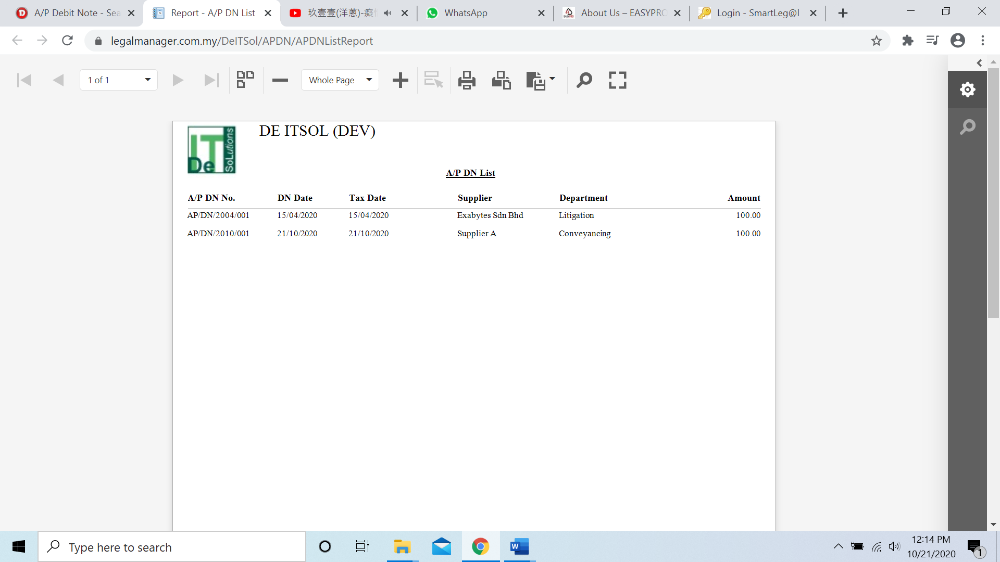 A/P Debit Note - Sea
Report - A/P DN List
玖壹壹(洋蔥)-癡
WhatsApp
About Us – EASYPRO
Login - SmartLeg@l
legalmanager.com.my/DeITSol/APDN/APDNListReport
1 of 1
Whole Page
IT De SoLutions
DE ITSOL (DEV)
A/P DN List
A/P DN No. DN Date Tax Date Supplier Department Amount
AP/DN/2004/001 15/04/2020 15/04/2020 Exabytes Sdn Bhd Litigation 100.00
AP/DN/2010/001 21/10/2020 21/10/2020 Supplier A Conveyancing 100.00
Type here to search
12:14 PM
10/21/2020
1